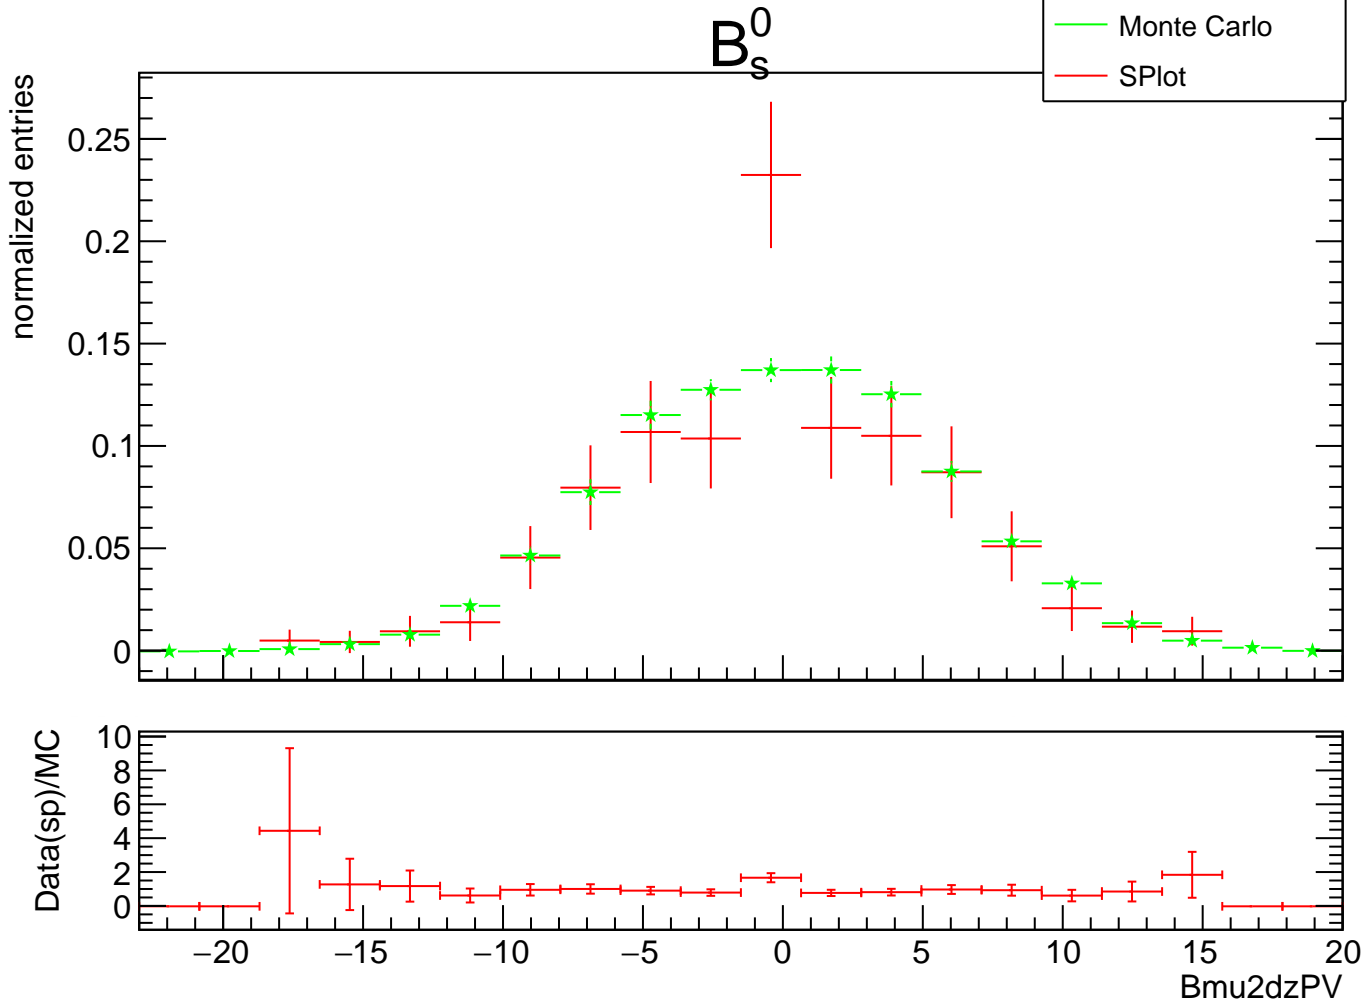 B⁰ₛ
Monte Carlo
SPlot
normalized entries
0.25
0.2
0.15
0.1
0.05
0
Data(sp)/MC
10
8
6
4
2
0
−20 −15 −10 −5 0 5 10 15 20
Bmu2dzPV